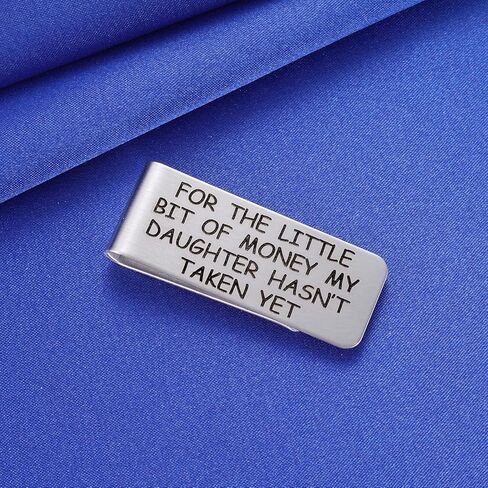 FOR THE LITTLE
BIT OF MONEY MY
DAUGHTER HASN'T
TAKEN YET